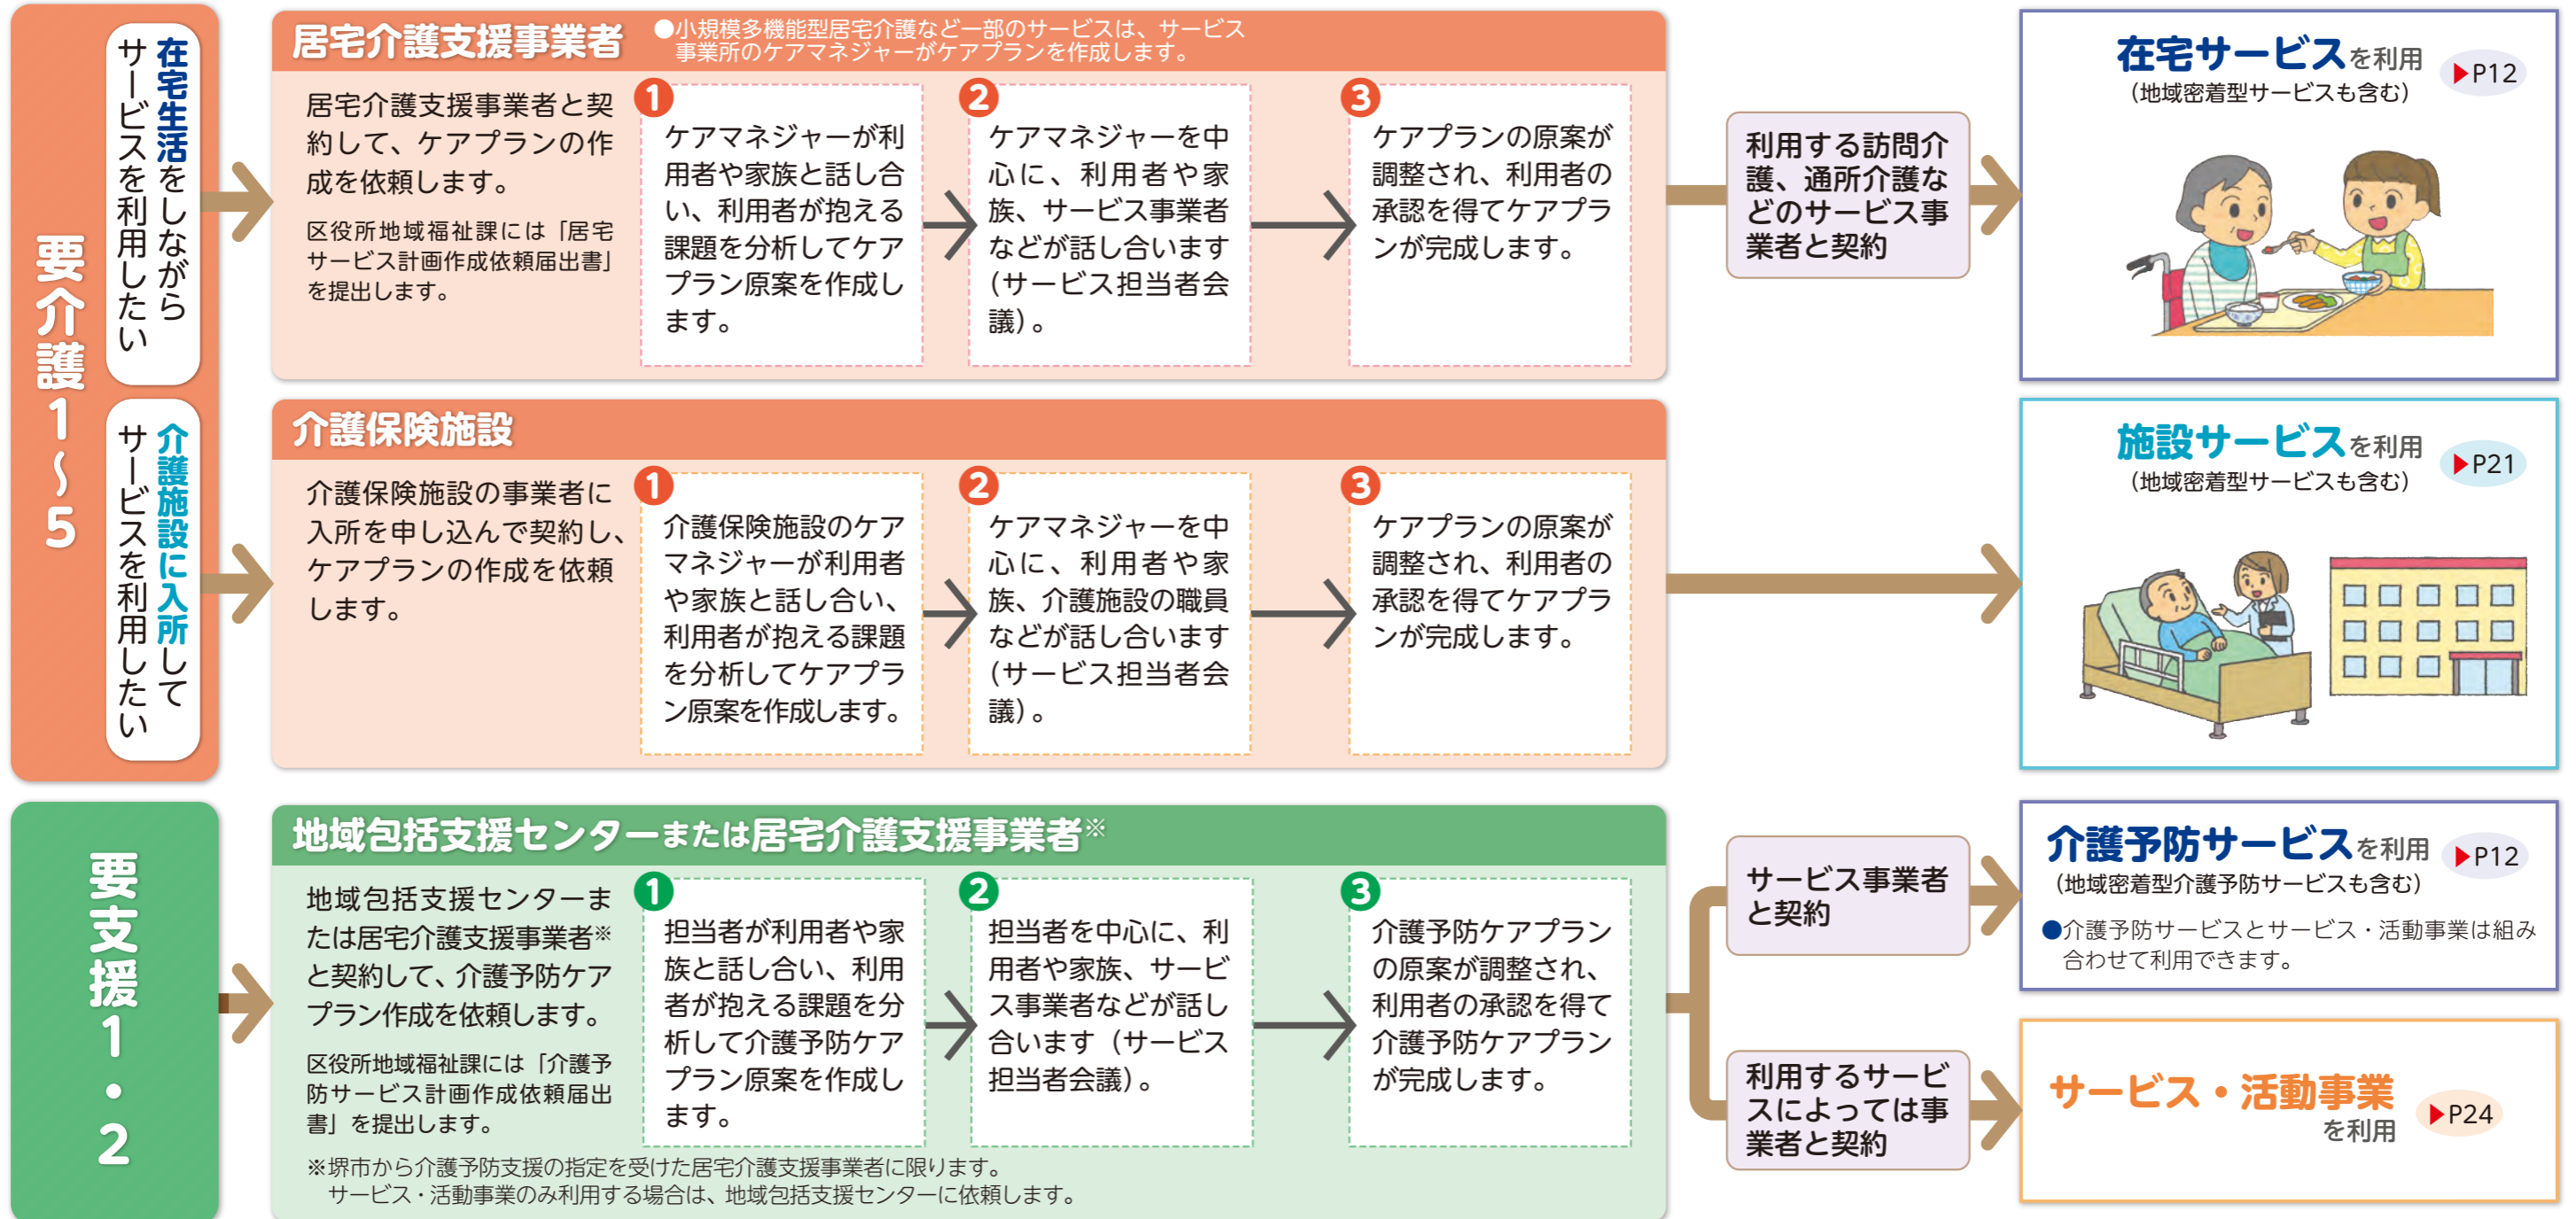 要介護1～5
在宅生活をしながら
サービスを利用したい
居宅介護支援事業者
●小規模多機能型居宅介護など一部のサービスは、サービス
事業所のケアマネジャーがケアプランを作成します。
居宅介護支援事業者と契
約して、ケアプランの作
成を依頼します。
区役所地域福祉課には「居宅
サービス計画作成依頼届出書」
を提出します。
1
ケアマネジャーが利
用者や家族と話し合
い、利用者が抱える
課題を分析してケア
プラン原案を作成し
ます。
2
ケアマネジャーを中
心に、利用者や家
族、サービス事業者
などが話し合います
（サービス担当者会
議）。
3
ケアプランの原案が
調整され、利用者の
承認を得てケアプラ
ンが完成します。
利用する訪問介
護、通所介護な
どのサービス事
業者と契約
在宅サービスを利用
▶P12
（地域密着型サービスも含む）
介護施設に入所して
サービスを利用したい
介護保険施設
介護保険施設の事業者に
入所を申し込んで契約し、
ケアプランの作成を依頼
します。
1
介護保険施設のケア
マネジャーが利用者
や家族と話し合い、
利用者が抱える課題
を分析してケアプラ
ン原案を作成します。
2
ケアマネジャーを中
心に、利用者や家
族、介護施設の職員
などが話し合います
（サービス担当者会
議）。
3
ケアプランの原案が
調整され、利用者の
承認を得てケアプラ
ンが完成します。
施設サービスを利用
▶P21
（地域密着型サービスも含む）
要支援1・2
地域包括支援センターまたは居宅介護支援事業者※
地域包括支援センターま
たは居宅介護支援事業者※
と契約して、介護予防ケア
プラン作成を依頼します。
区役所地域福祉課には「介護予
防サービス計画作成依頼届出
書」を提出します。
1
担当者が利用者や家
族と話し合い、利用
者が抱える課題を分
析して介護予防ケア
プラン原案を作成し
ます。
2
担当者を中心に、利
用者や家族、サービ
ス事業者などが話し
合います（サービス
担当者会議）。
3
介護予防ケアプラン
の原案が調整され、
利用者の承認を得て
介護予防ケアプラン
が完成します。
※堺市から介護予防支援の指定を受けた居宅介護支援事業者に限ります。
サービス・活動事業のみ利用する場合は、地域包括支援センターに依頼します。
サービス事業者
と契約
介護予防サービスを利用
▶P12
（地域密着型介護予防サービスも含む）
●介護予防サービスとサービス・活動事業は組み
合わせて利用できます。
利用するサービ
スによっては事
業者と契約
サービス・活動事業
を利用
▶P24